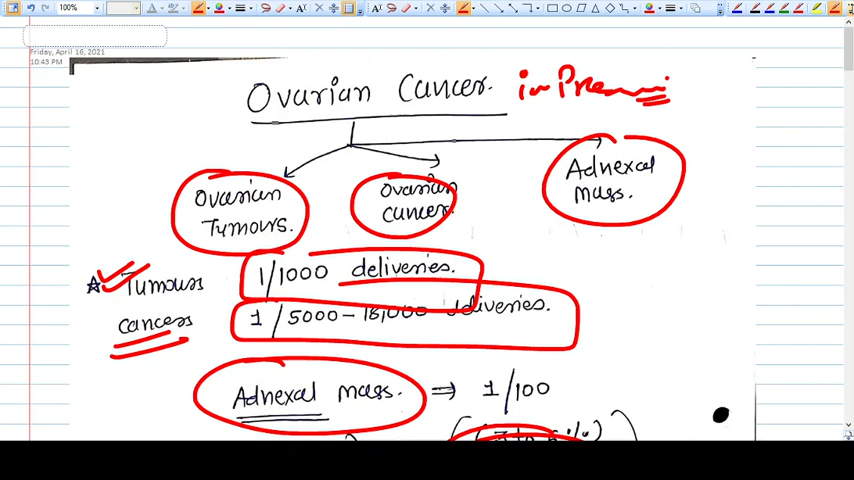 100%
Friday, April 16, 2021
10:43 PM
Ovarian Cancer. in
Ovarian Tumours.
Ovarian cancer.
Adnexal mass.
Tumours 1/1000 deliveries.
cancers 1/5000 - 18,000 deliveries.
Adnexal mass. ⇒ 1/100